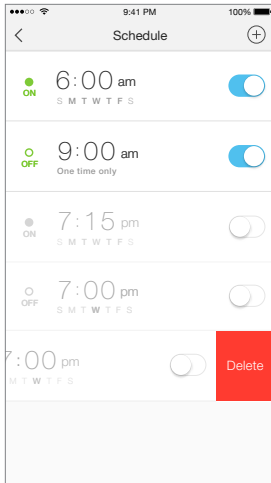 9:41 PM 100%
Schedule
6:00 am
ON
S M T W T F S
9:00 am
OFF
One time only
7:15 pm
ON
S M T W T F S
7:00 pm
OFF
S M T W T F S
7:00 pm
Delete
M T W T F S